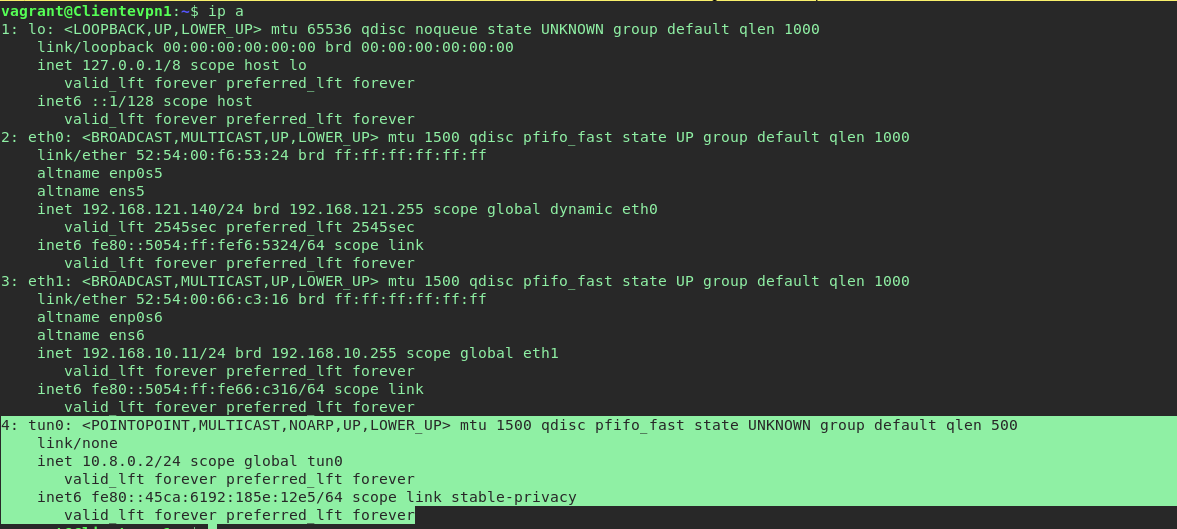 vagrant@Clientevpn1:~$ ip a
1: lo: <LOOPBACK,UP,LOWER_UP> mtu 65536 qdisc noqueue state UNKNOWN group default qlen 1000
    link/loopback 00:00:00:00:00:00 brd 00:00:00:00:00:00
    inet 127.0.0.1/8 scope host lo
       valid_lft forever preferred_lft forever
    inet6 ::1/128 scope host
       valid_lft forever preferred_lft forever
2: eth0: <BROADCAST,MULTICAST,UP,LOWER_UP> mtu 1500 qdisc pfifo_fast state UP group default qlen 1000
    link/ether 52:54:00:f6:53:24 brd ff:ff:ff:ff:ff:ff
    altname enp0s5
    altname ens5
    inet 192.168.121.140/24 brd 192.168.121.255 scope global dynamic eth0
       valid_lft 2545sec preferred_lft 2545sec
    inet6 fe80::5054:ff:fef6:5324/64 scope link
       valid_lft forever preferred_lft forever
3: eth1: <BROADCAST,MULTICAST,UP,LOWER_UP> mtu 1500 qdisc pfifo_fast state UP group default qlen 1000
    link/ether 52:54:00:66:c3:16 brd ff:ff:ff:ff:ff:ff
    altname enp0s6
    altname ens6
    inet 192.168.10.11/24 brd 192.168.10.255 scope global eth1
       valid_lft forever preferred_lft forever
    inet6 fe80::5054:ff:fe66:c316/64 scope link
       valid_lft forever preferred_lft forever
4: tun0: <POINTOPOINT,MULTICAST,NOARP,UP,LOWER_UP> mtu 1500 qdisc pfifo_fast state UNKNOWN group default qlen 500
    link/none
    inet 10.8.0.2/24 scope global tun0
       valid_lft forever preferred_lft forever
    inet6 fe80::45ca:6192:185e:12e5/64 scope link stable-privacy
       valid_lft forever preferred_lft forever